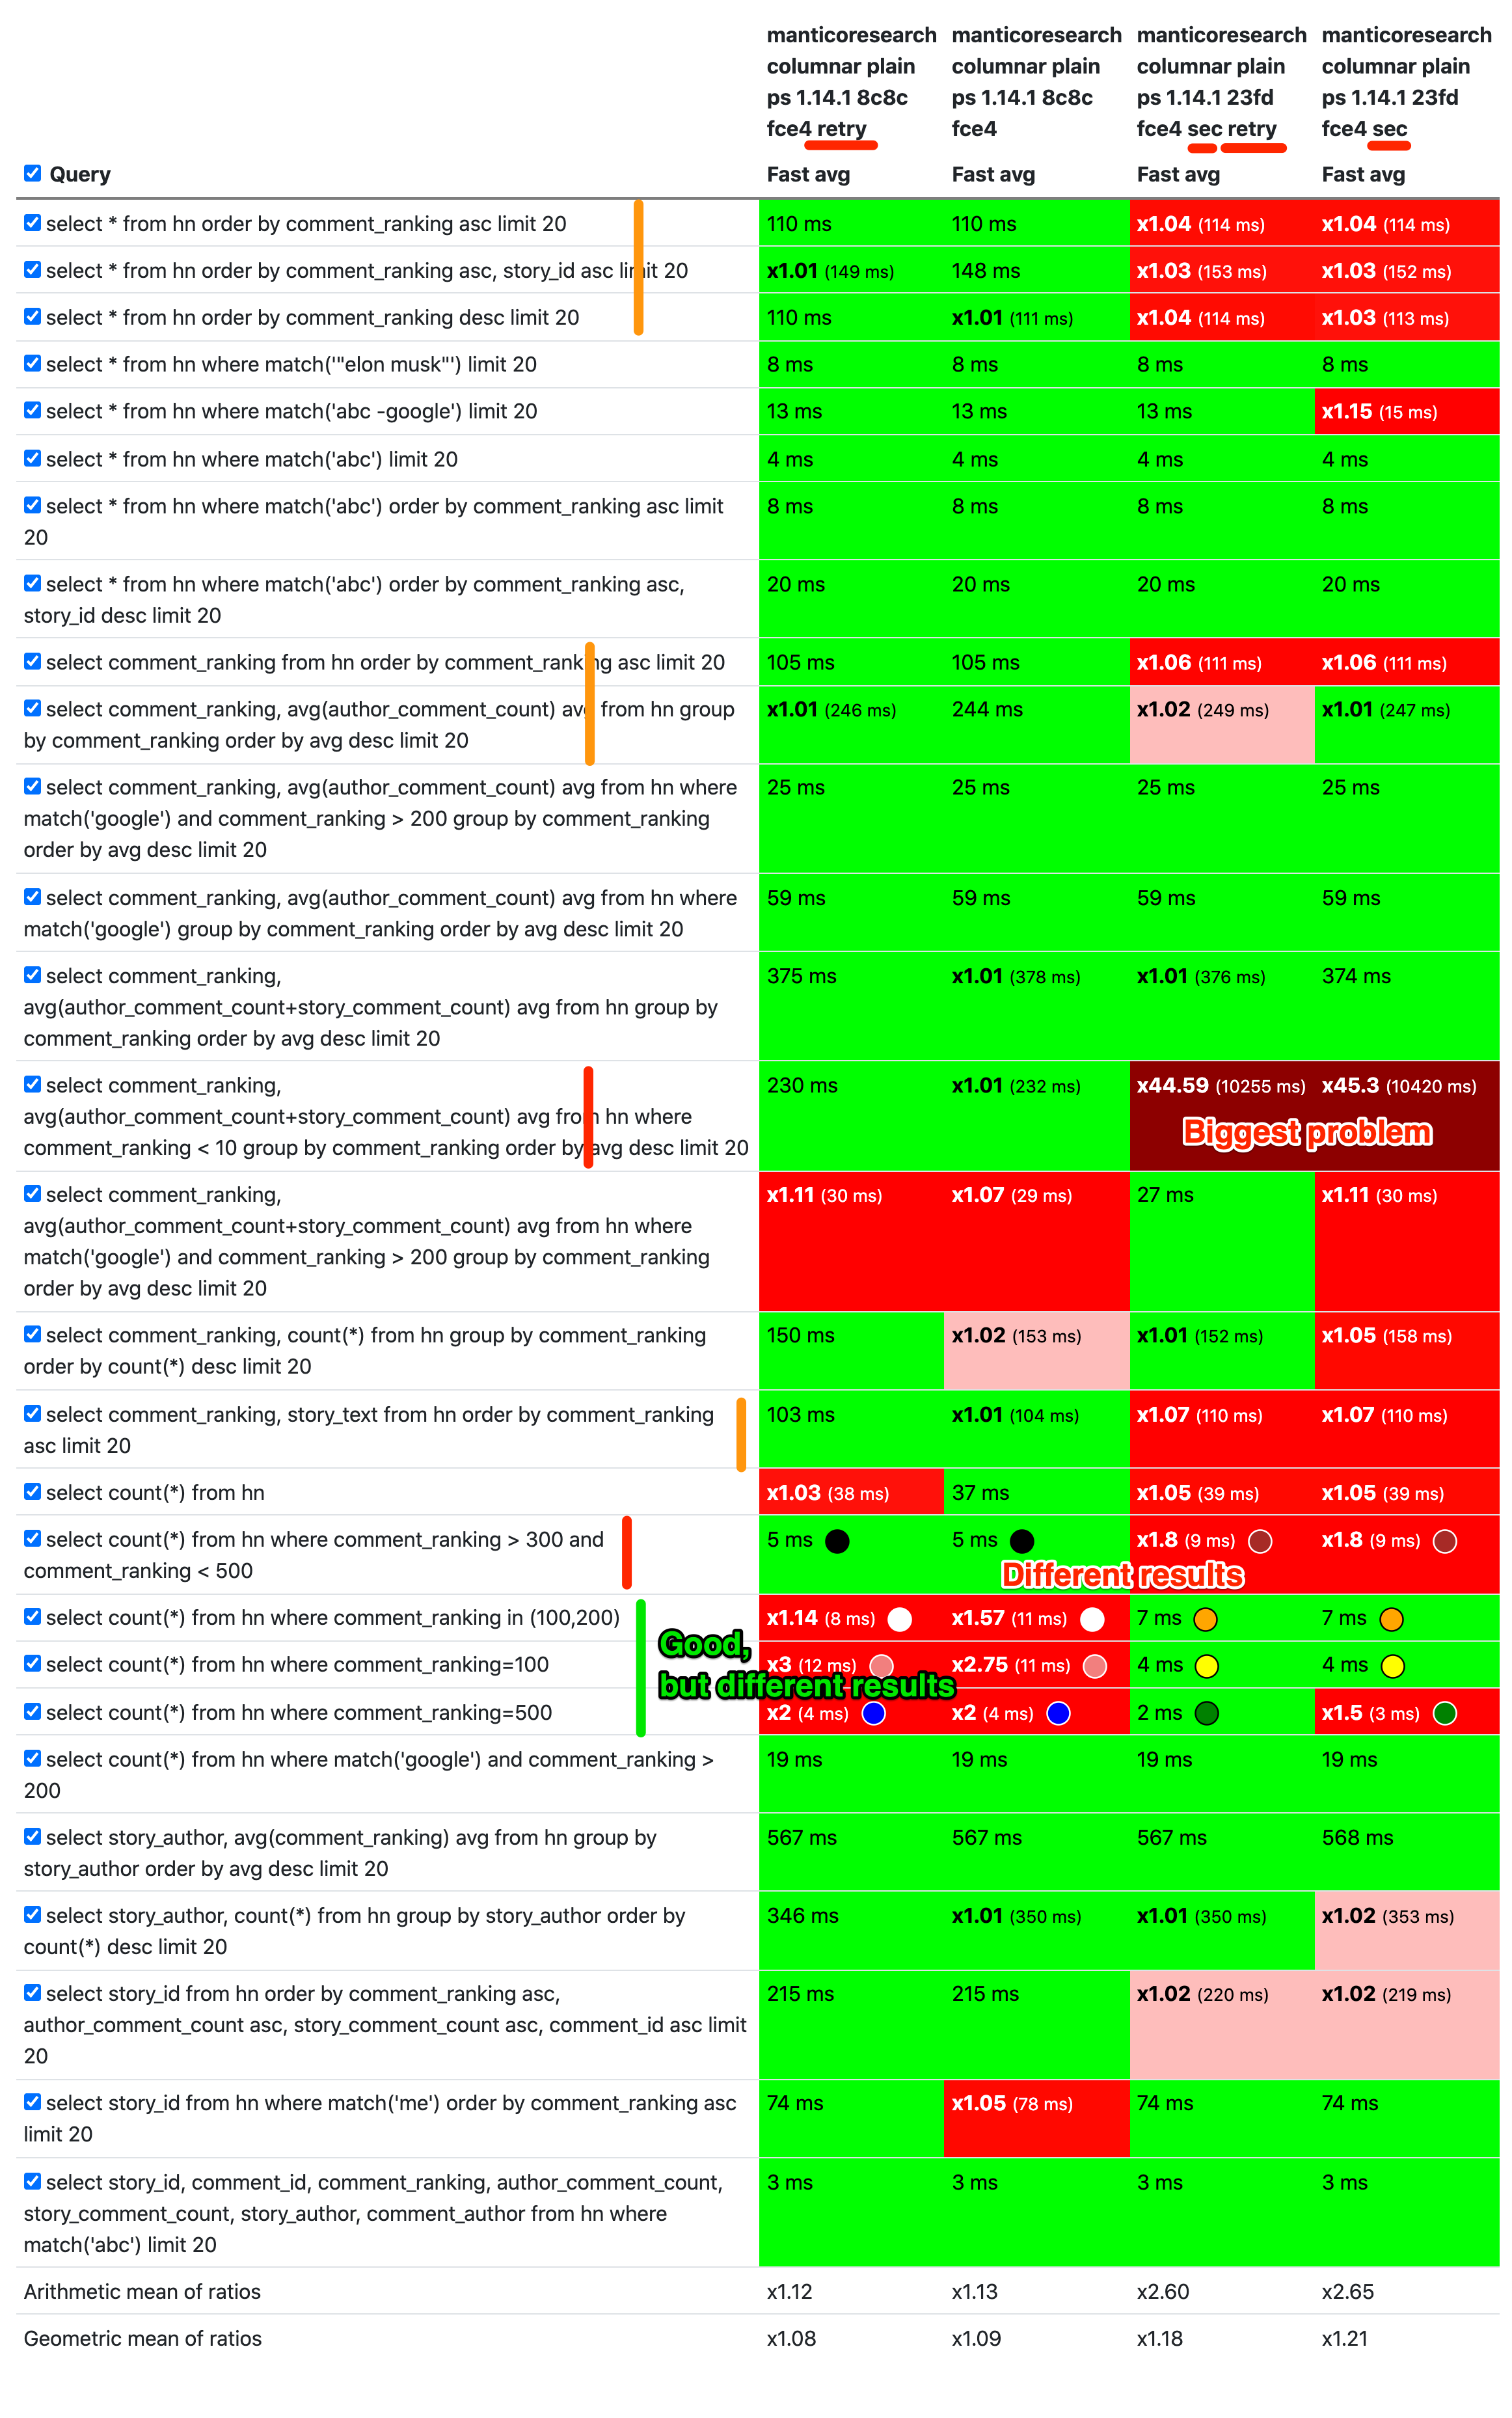 manticoresearch manticoresearch manticoresearch manticoresearch
columnar plain columnar plain columnar plain columnar plain
ps 1.14.1 8c8c ps 1.14.1 8c8c ps 1.14.1 23fd ps 1.14.1 23fd
fce4 retry fce4 fce4 sec retry fce4 sec
Query Fast avg Fast avg Fast avg Fast avg
select * from hn order by comment_ranking asc limit 20 110 ms 110 ms x1.04 (114 ms) x1.04 (114 ms)
select * from hn order by comment_ranking asc, story_id asc limit 20 x1.01 (149 ms) 148 ms x1.03 (153 ms) x1.03 (152 ms)
select * from hn order by comment_ranking desc limit 20 110 ms x1.01 (111 ms) x1.04 (114 ms) x1.03 (113 ms)
select * from hn where match('"elon musk"') limit 20 8 ms 8 ms 8 ms 8 ms
select * from hn where match('abc -google') limit 20 13 ms 13 ms 13 ms x1.15 (15 ms)
select * from hn where match('abc') limit 20 4 ms 4 ms 4 ms 4 ms
select * from hn where match('abc') order by comment_ranking asc limit 8 ms 8 ms 8 ms 8 ms
20
select * from hn where match('abc') order by comment_ranking asc, 20 ms 20 ms 20 ms 20 ms
story_id desc limit 20
select comment_ranking from hn order by comment_ranking asc limit 20 105 ms 105 ms x1.06 (111 ms) x1.06 (111 ms)
select comment_ranking, avg(author_comment_count) avg from hn group x1.01 (246 ms) 244 ms x1.02 (249 ms) x1.01 (247 ms)
by comment_ranking order by avg desc limit 20
select comment_ranking, avg(author_comment_count) avg from hn where 25 ms 25 ms 25 ms 25 ms
match('google') and comment_ranking > 200 group by comment_ranking
order by avg desc limit 20
select comment_ranking, avg(author_comment_count) avg from hn where 59 ms 59 ms 59 ms 59 ms
match('google') group by comment_ranking order by avg desc limit 20
select comment_ranking, 375 ms x1.01 (378 ms) x1.01 (376 ms) 374 ms
avg(author_comment_count+story_comment_count) avg from hn group by
comment_ranking order by avg desc limit 20
select comment_ranking, 230 ms x1.01 (232 ms) x44.59 (10255 ms) x45.3 (10420 ms)
avg(author_comment_count+story_comment_count) avg from hn where Biggest problem
comment_ranking < 10 group by comment_ranking order by avg desc limit 20
select comment_ranking, x1.11 (30 ms) x1.07 (29 ms) 27 ms x1.11 (30 ms)
avg(author_comment_count+story_comment_count) avg from hn where
match('google') and comment_ranking > 200 group by comment_ranking
order by avg desc limit 20
select comment_ranking, count(*) from hn group by comment_ranking 150 ms x1.02 (153 ms) x1.01 (152 ms) x1.05 (158 ms)
order by count(*) desc limit 20
select comment_ranking, story_text from hn order by comment_ranking 103 ms x1.01 (104 ms) x1.07 (110 ms) x1.07 (110 ms)
asc limit 20
select count(*) from hn x1.03 (38 ms) 37 ms x1.05 (39 ms) x1.05 (39 ms)
select count(*) from hn where comment_ranking > 300 and 5 ms 5 ms x1.8 (9 ms) x1.8 (9 ms)
comment_ranking < 500 Different results
select count(*) from hn where comment_ranking in (100,200) x1.14 (8 ms) x1.57 (11 ms) 7 ms 7 ms
Good,
select count(*) from hn where comment_ranking=100 x3 (12 ms) x2.75 (11 ms) 4 ms 4 ms
but different results
select count(*) from hn where comment_ranking=500 x2 (4 ms) x2 (4 ms) 2 ms x1.5 (3 ms)
select count(*) from hn where match('google') and comment_ranking > 19 ms 19 ms 19 ms 19 ms
200
select story_author, avg(comment_ranking) avg from hn group by 567 ms 567 ms 567 ms 568 ms
story_author order by avg desc limit 20
select story_author, count(*) from hn group by story_author order by 346 ms x1.01 (350 ms) x1.01 (350 ms) x1.02 (353 ms)
count(*) desc limit 20
select story_id from hn order by comment_ranking asc, 215 ms 215 ms x1.02 (220 ms) x1.02 (219 ms)
author_comment_count asc, story_comment_count asc, comment_id asc limit
20
select story_id from hn where match('me') order by comment_ranking asc 74 ms x1.05 (78 ms) 74 ms 74 ms
limit 20
select story_id, comment_id, comment_ranking, author_comment_count, 3 ms 3 ms 3 ms 3 ms
story_comment_count, story_author, comment_author from hn where
match('abc') limit 20
Arithmetic mean of ratios x1.12 x1.13 x2.60 x2.65
Geometric mean of ratios x1.08 x1.09 x1.18 x1.21